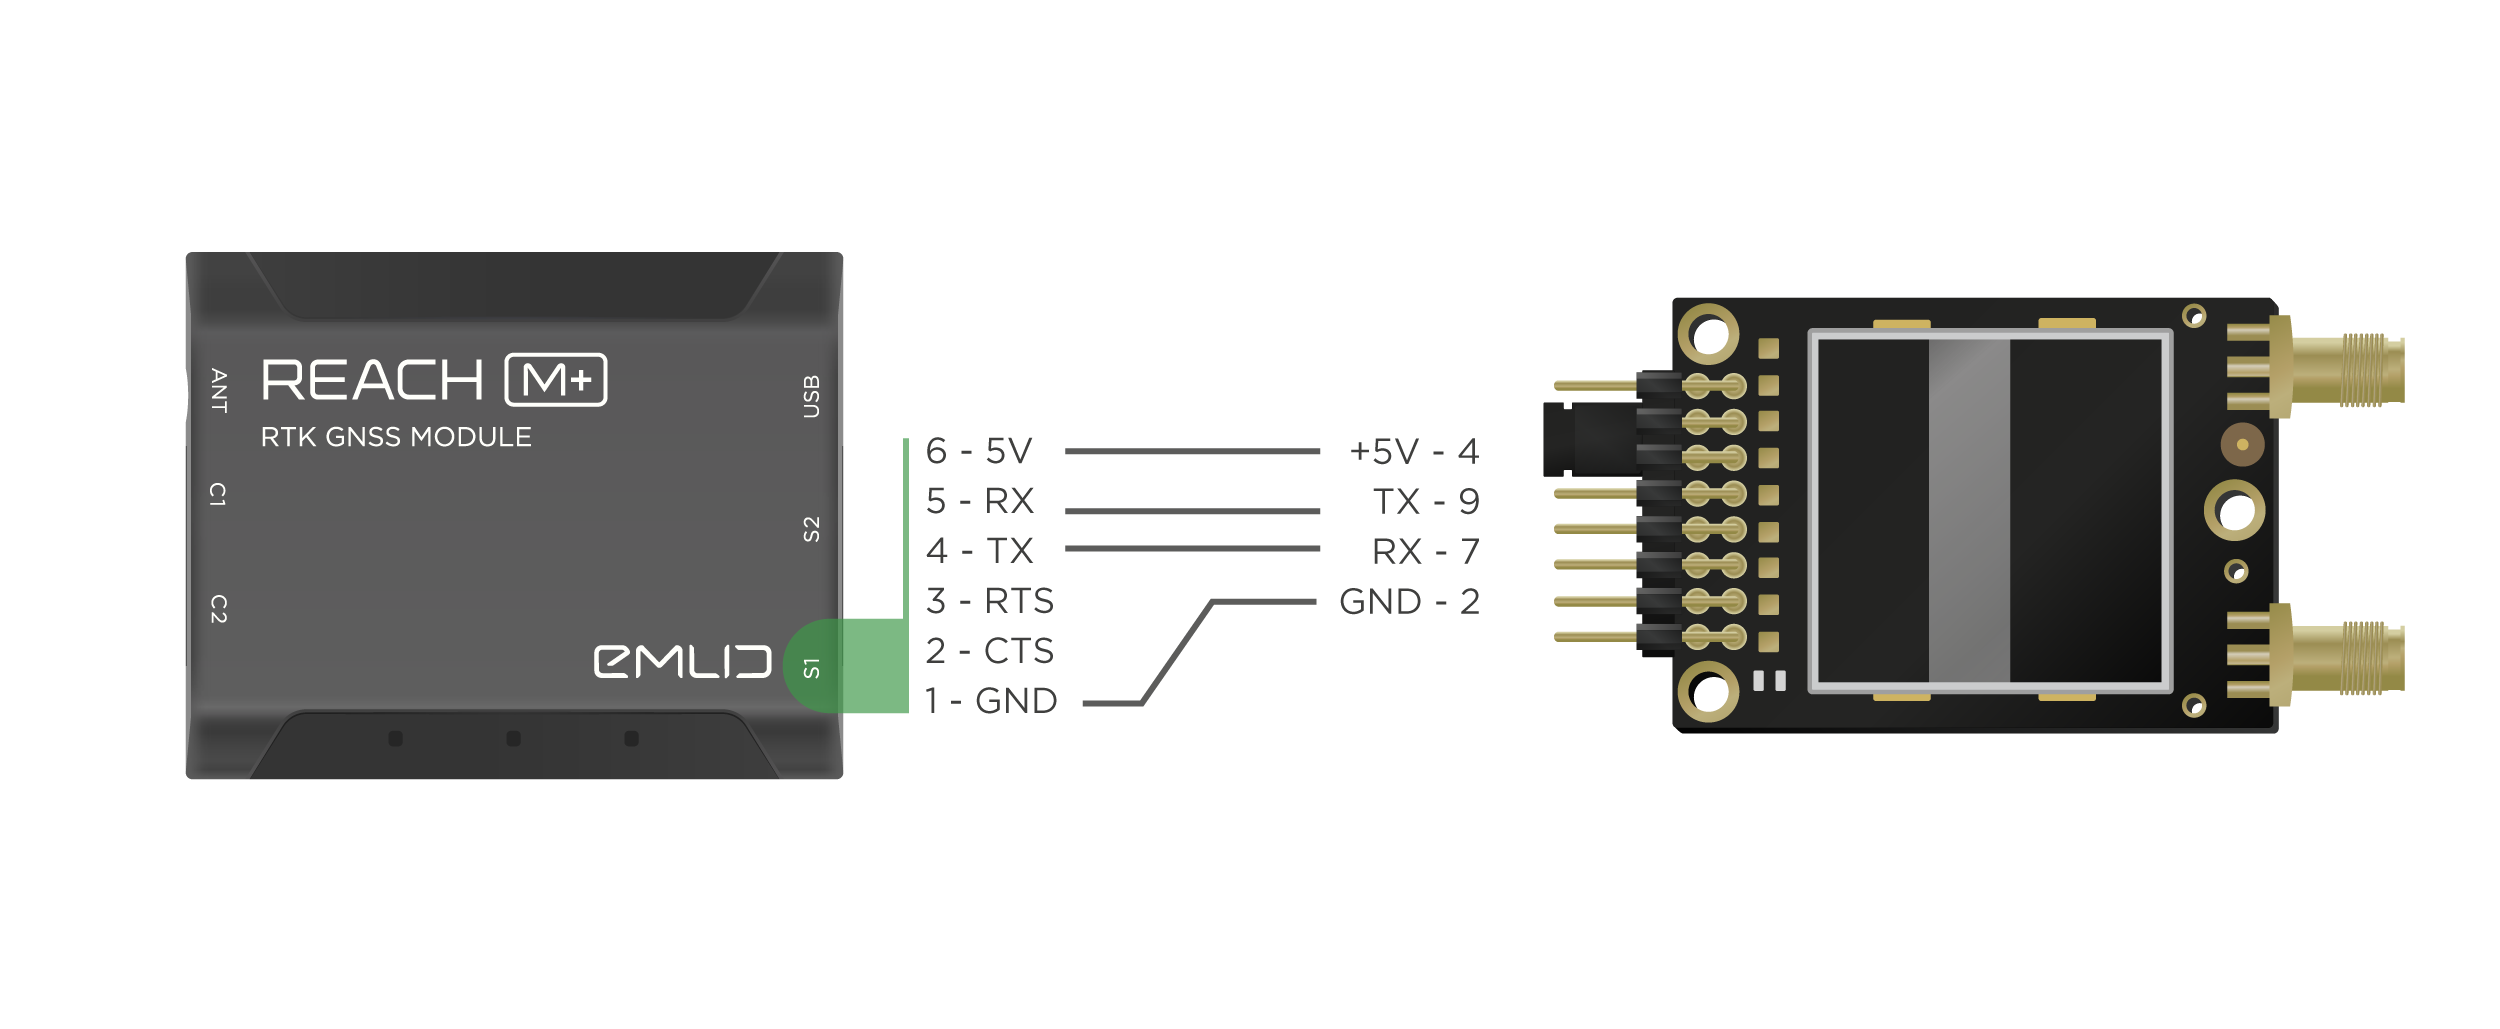 REACH M+
RTK GNSS MODULE
ANT
C1
C2
USB
S2
S1
EMLID
6 - 5V
5 - RX
4 - TX
3 - RTS
2 - CTS
1 - GND
+5V - 4
TX - 9
RX - 7
GND - 2